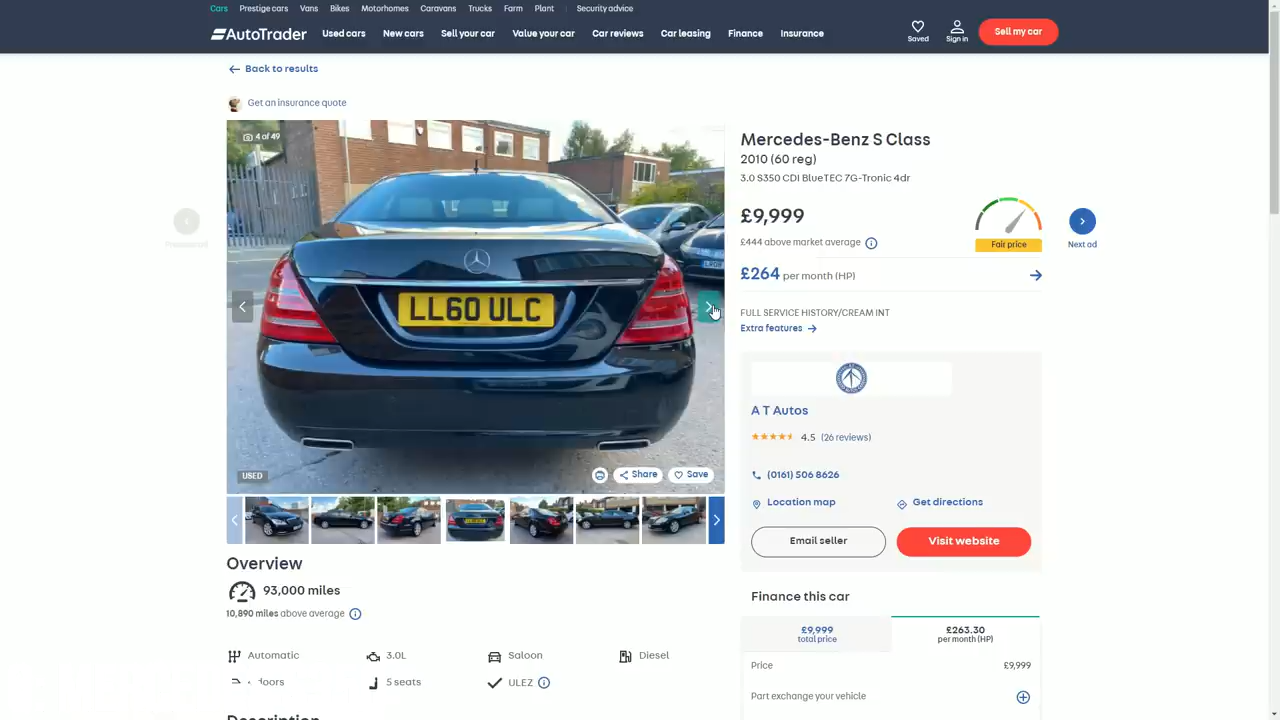 Cars Prestige cars Vans Bikes Motorhomes Caravans Trucks Farm Plant Security advice
AutoTrader Used cars New cars Sell your car Value your car Car reviews Car leasing Finance Insurance Saved Sign in Sell my car
Back to results
Get an insurance quote
4 of 49
LL60 ULC
USED
Share
Save
Mercedes-Benz S Class
2010 (60 reg)
3.0 S350 CDI BlueTEC 7G-Tronic 4dr
£9,999
£444 above market average
Fair price
Next ad
£264 per month (HP)
FULL SERVICE HISTORY/CREAM INT
Extra features
A T Autos
4.5 (26 reviews)
(0161) 506 8626
Location map Get directions
Email seller Visit website
Overview
93,000 miles
10,890 miles above average
Automatic 3.0L Saloon Diesel
doors 5 seats ULEZ
Description
Finance this car
£9,999 £263.30
total price per month (HP)
Price £9,999
Part exchange your vehicle